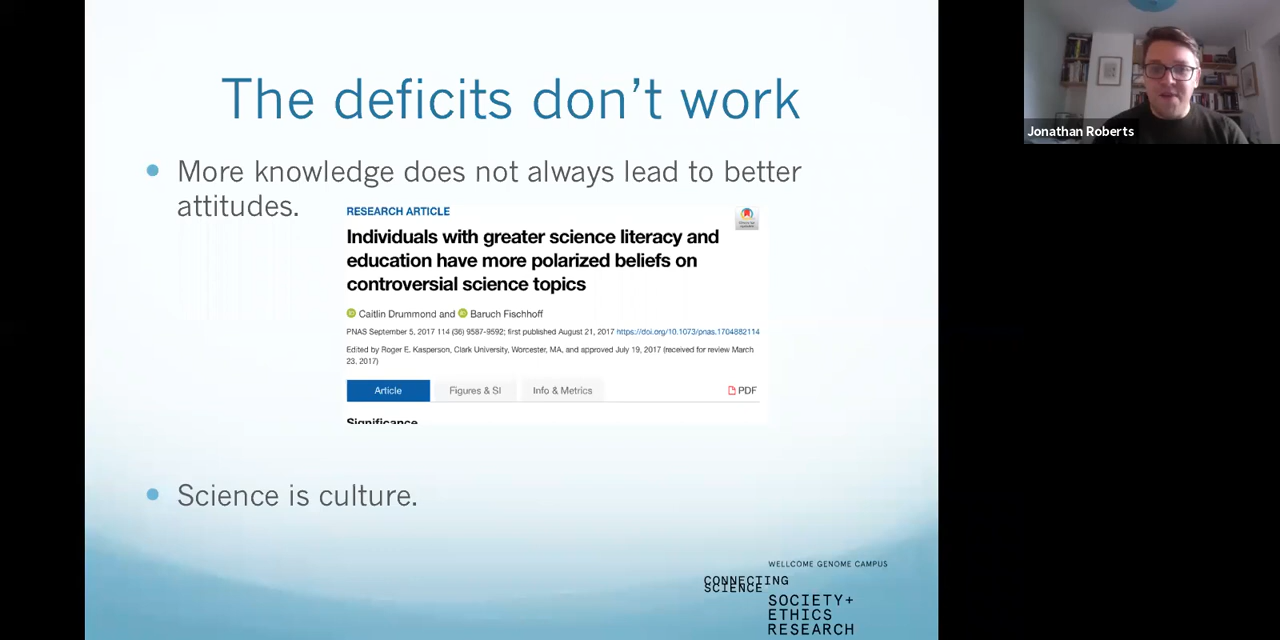 The deficits don't work
More knowledge does not always lead to better
attitudes.
RESEARCH ARTICLE
Individuals with greater science literacy and
education have more polarized beliefs on
controversial science topics
Caitlin Drummond and Baruch Fischhoff
PNAS September 5, 2017 114 (36) 9587-9592; first published August 21, 2017 https://doi.org/10.1073/pnas.1704882114
Edited by Roger E. Kasperson, Clark University, Worcester, MA, and approved July 19, 2017 (received for review March
23, 2017)
Article Figures & SI Info & Metrics PDF
Significance
Science is culture.
WELLCOME GENOME CAMPUS
CONNECTING
SCIENCE
SOCIETY+
ETHICS
RESEARCH
Jonathan Roberts